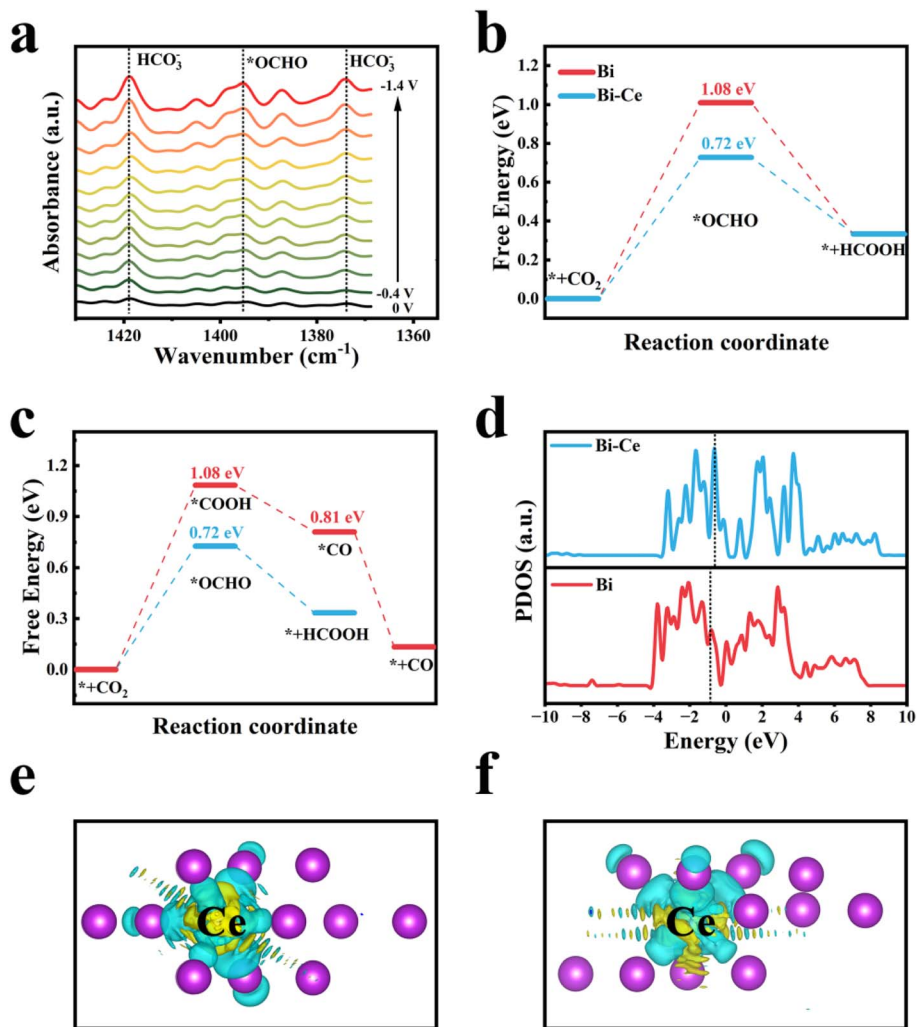 a
HCO₃⁻
*OCHO
HCO₃⁻
-1.4 V
-0.4 V
0 V
Absorbance (a.u.)
1420
1400
1380
1360
Wavenumber (cm⁻¹)
b
Bi
Bi-Ce
1.08 eV
0.72 eV
*OCHO
*+CO₂
*+HCOOH
Free Energy (eV)
1.2
1.0
0.8
0.6
0.4
0.2
0.0
Reaction coordinate
c
1.08 eV
*COOH
0.81 eV
*CO
0.72 eV
*OCHO
*+HCOOH
*+CO₂
*+CO
Free Energy (eV)
1.2
0.9
0.6
0.3
0.0
Reaction coordinate
d
Bi-Ce
Bi
PDOS (a.u.)
−10 −8 −6 −4 −2 0 2 4 6 8 10
Energy (eV)
e
Ce
f
Ce